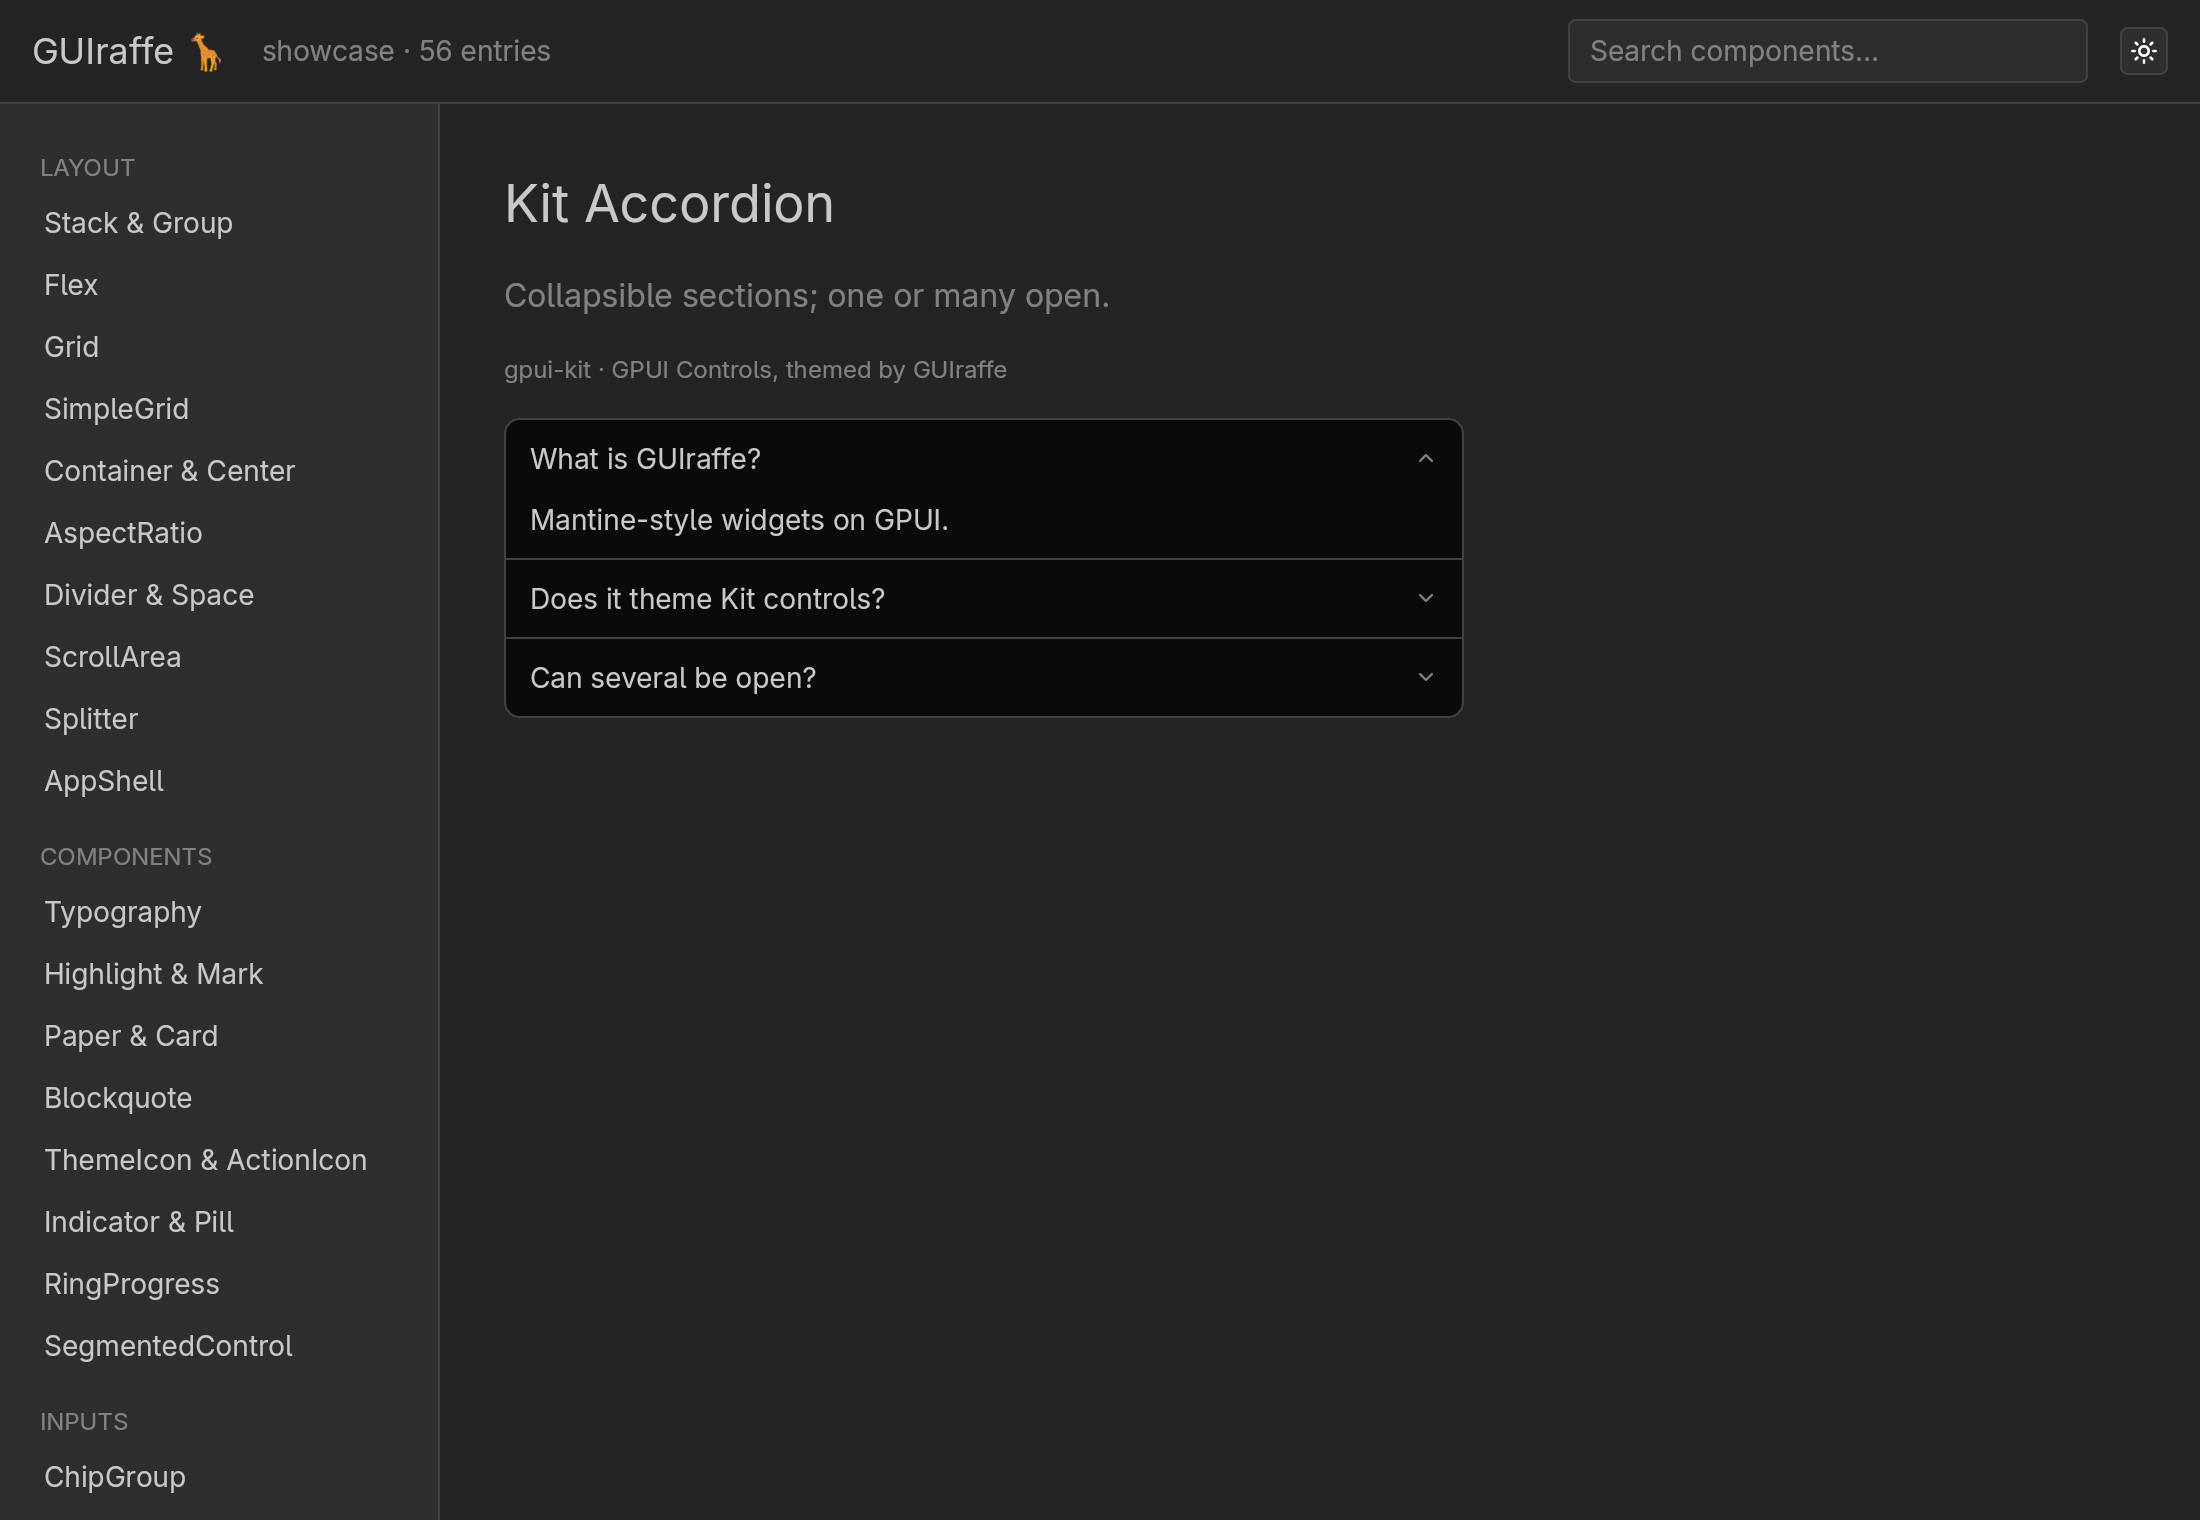 GUIraffe 🦒 showcase · 56 entries
Search components...
LAYOUT
Stack & Group
Flex
Grid
SimpleGrid
Container & Center
AspectRatio
Divider & Space
ScrollArea
Splitter
AppShell
COMPONENTS
Typography
Highlight & Mark
Paper & Card
Blockquote
ThemeIcon & ActionIcon
Indicator & Pill
RingProgress
SegmentedControl
INPUTS
ChipGroup
Kit Accordion
Collapsible sections; one or many open.
gpui-kit · GPUI Controls, themed by GUIraffe
What is GUIraffe?
Mantine-style widgets on GPUI.
Does it theme Kit controls?
Can several be open?